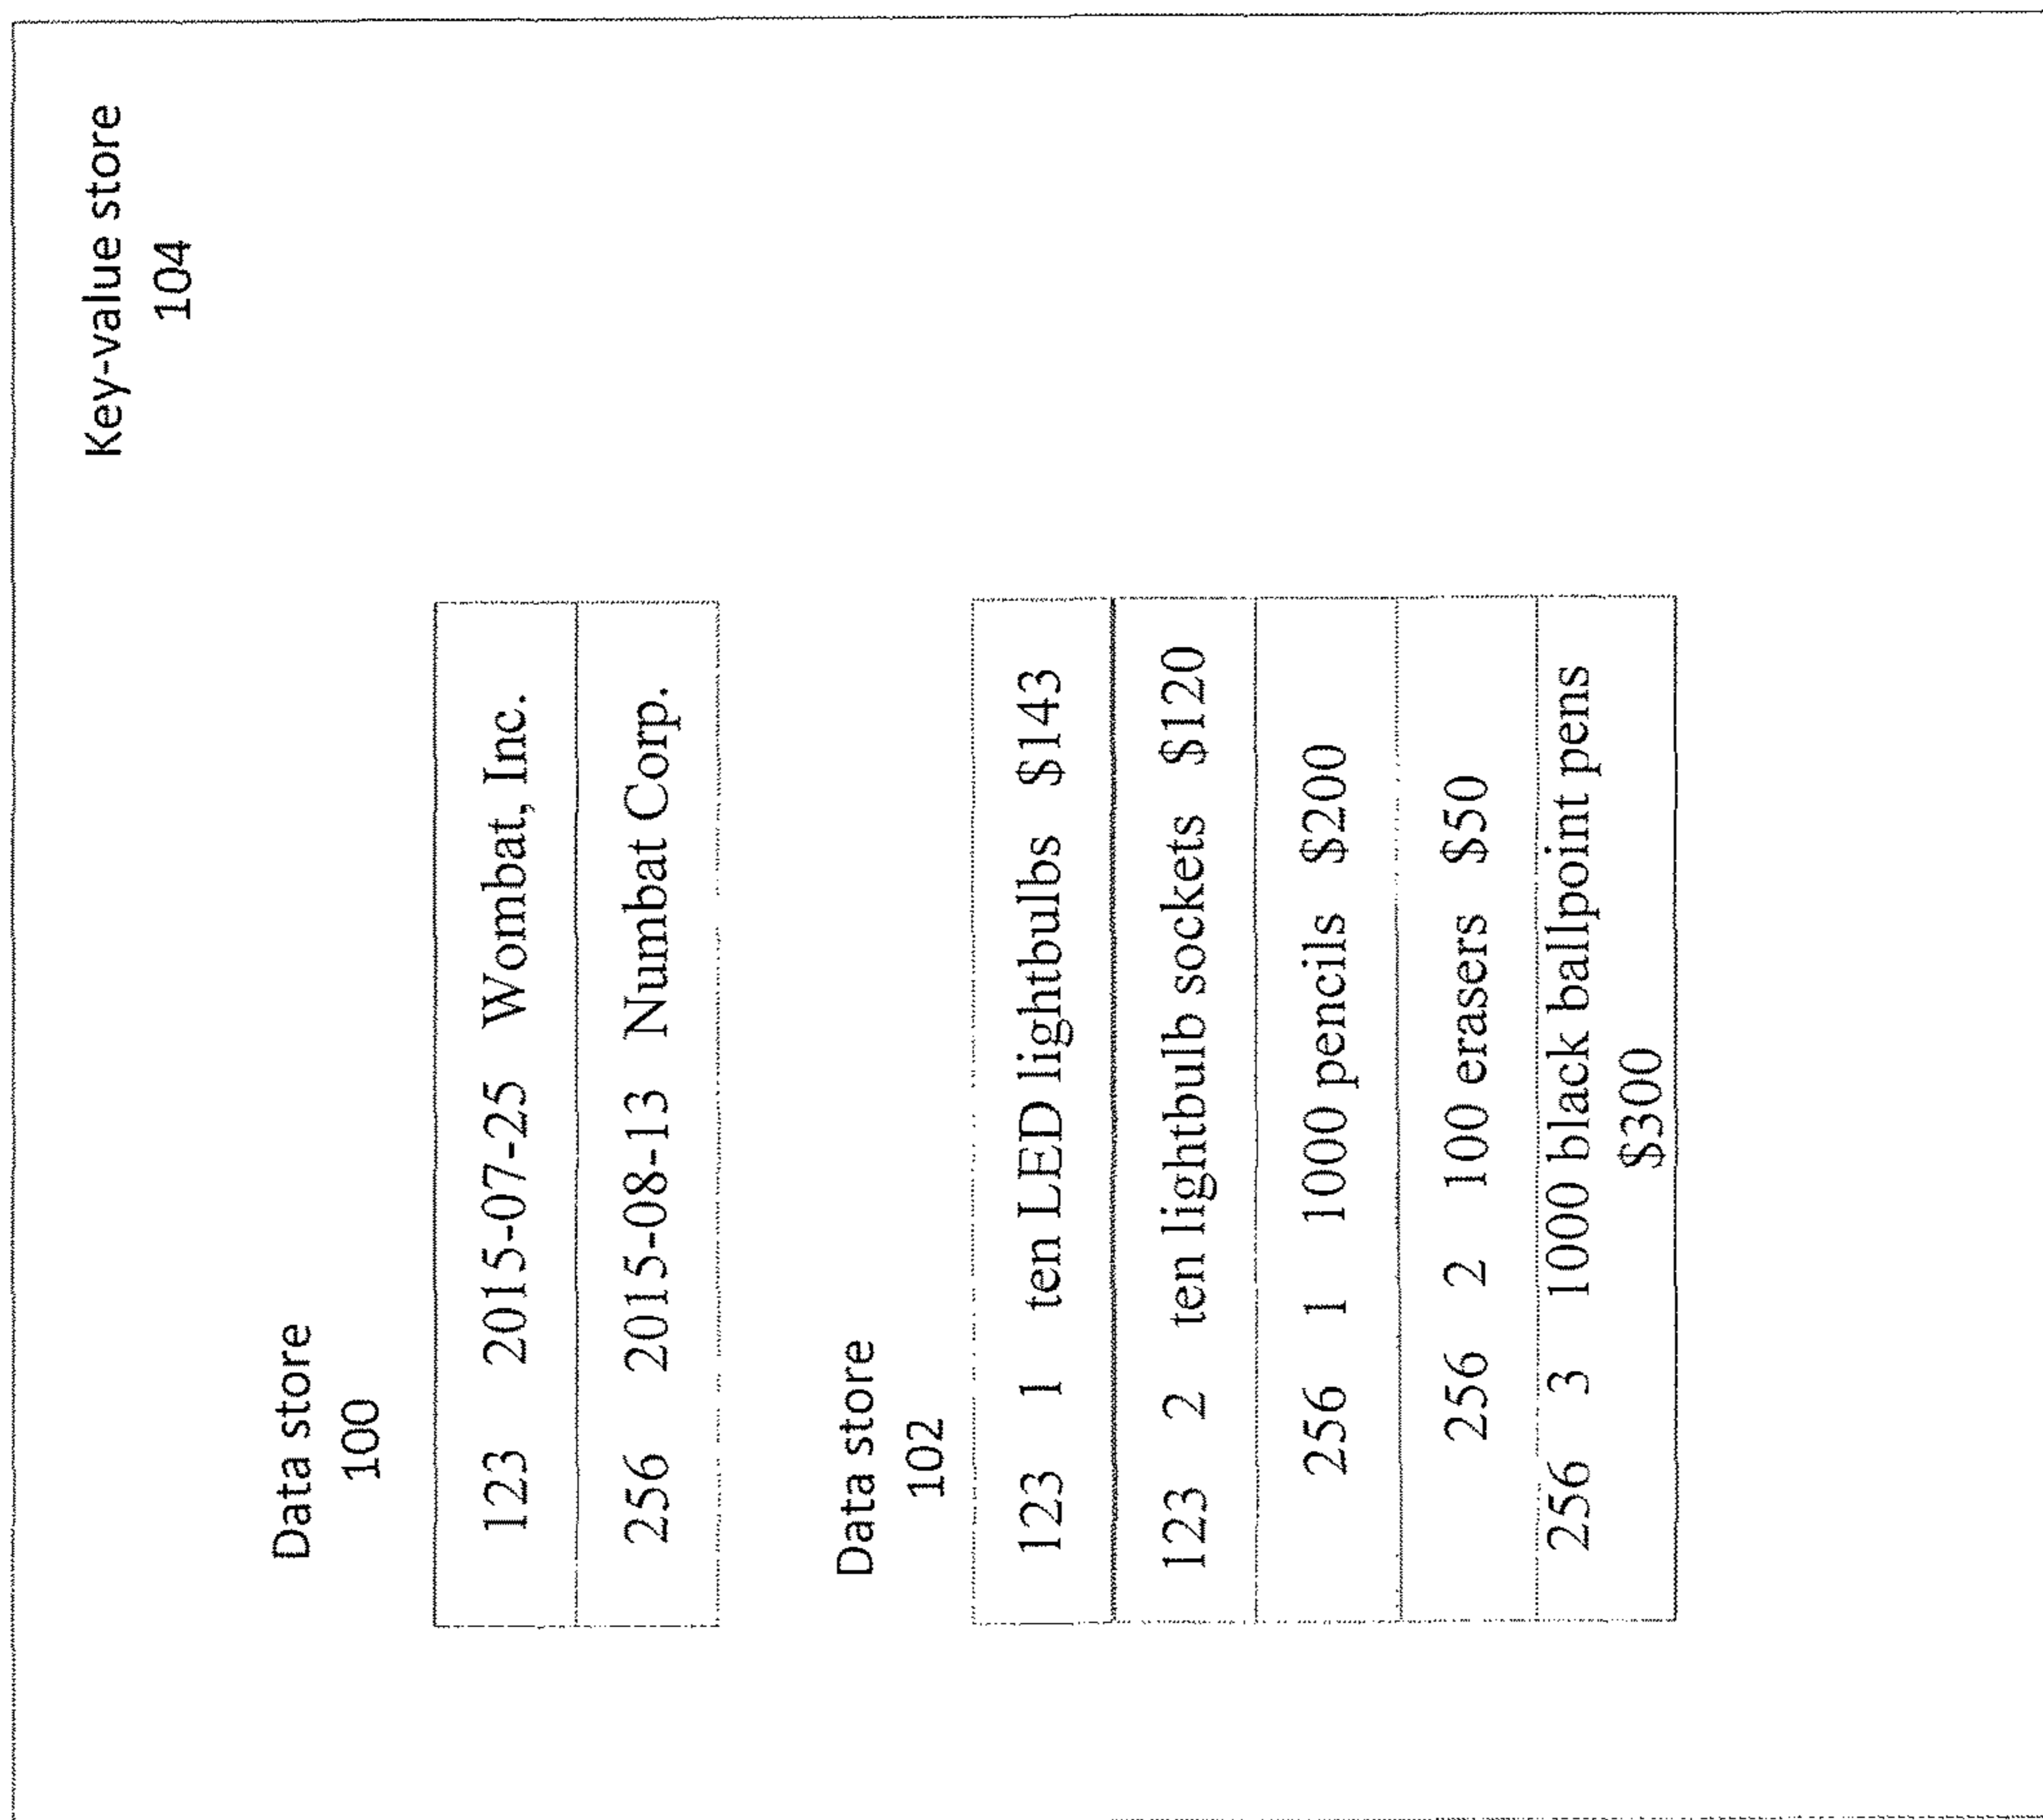 Key-value store
104
Data store
100
123 2015-07-25 Wombat, Inc.
256 2015-08-13 Numbat Corp.
Data store
102
123 1 ten LED lightbulbs $143
123 2 ten lightbulb sockets $120
256 1 1000 pencils $200
256 2 100 erasers $50
256 3 1000 black ballpoint pens
$300